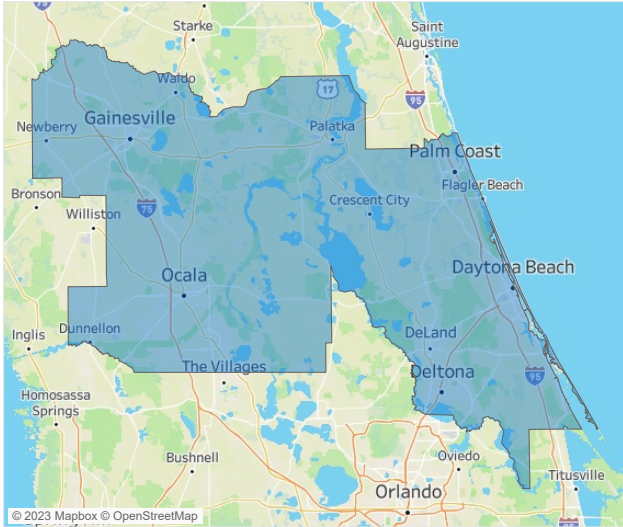 75
Starke
Saint
Augustine
Waldo
17
95
Gainesville
Newberry
Palatka
Palm Coast
Flagler Beach
Bronson
75
Crescent City
Williston
Ocala
Daytona Beach
Dunnellon
Inglis
DeLand
The Villages
Deltona
95
Homosassa
Springs
Bushnell
Oviedo
Titusville
Orlando
© 2023 Mapbox © OpenStreetMap